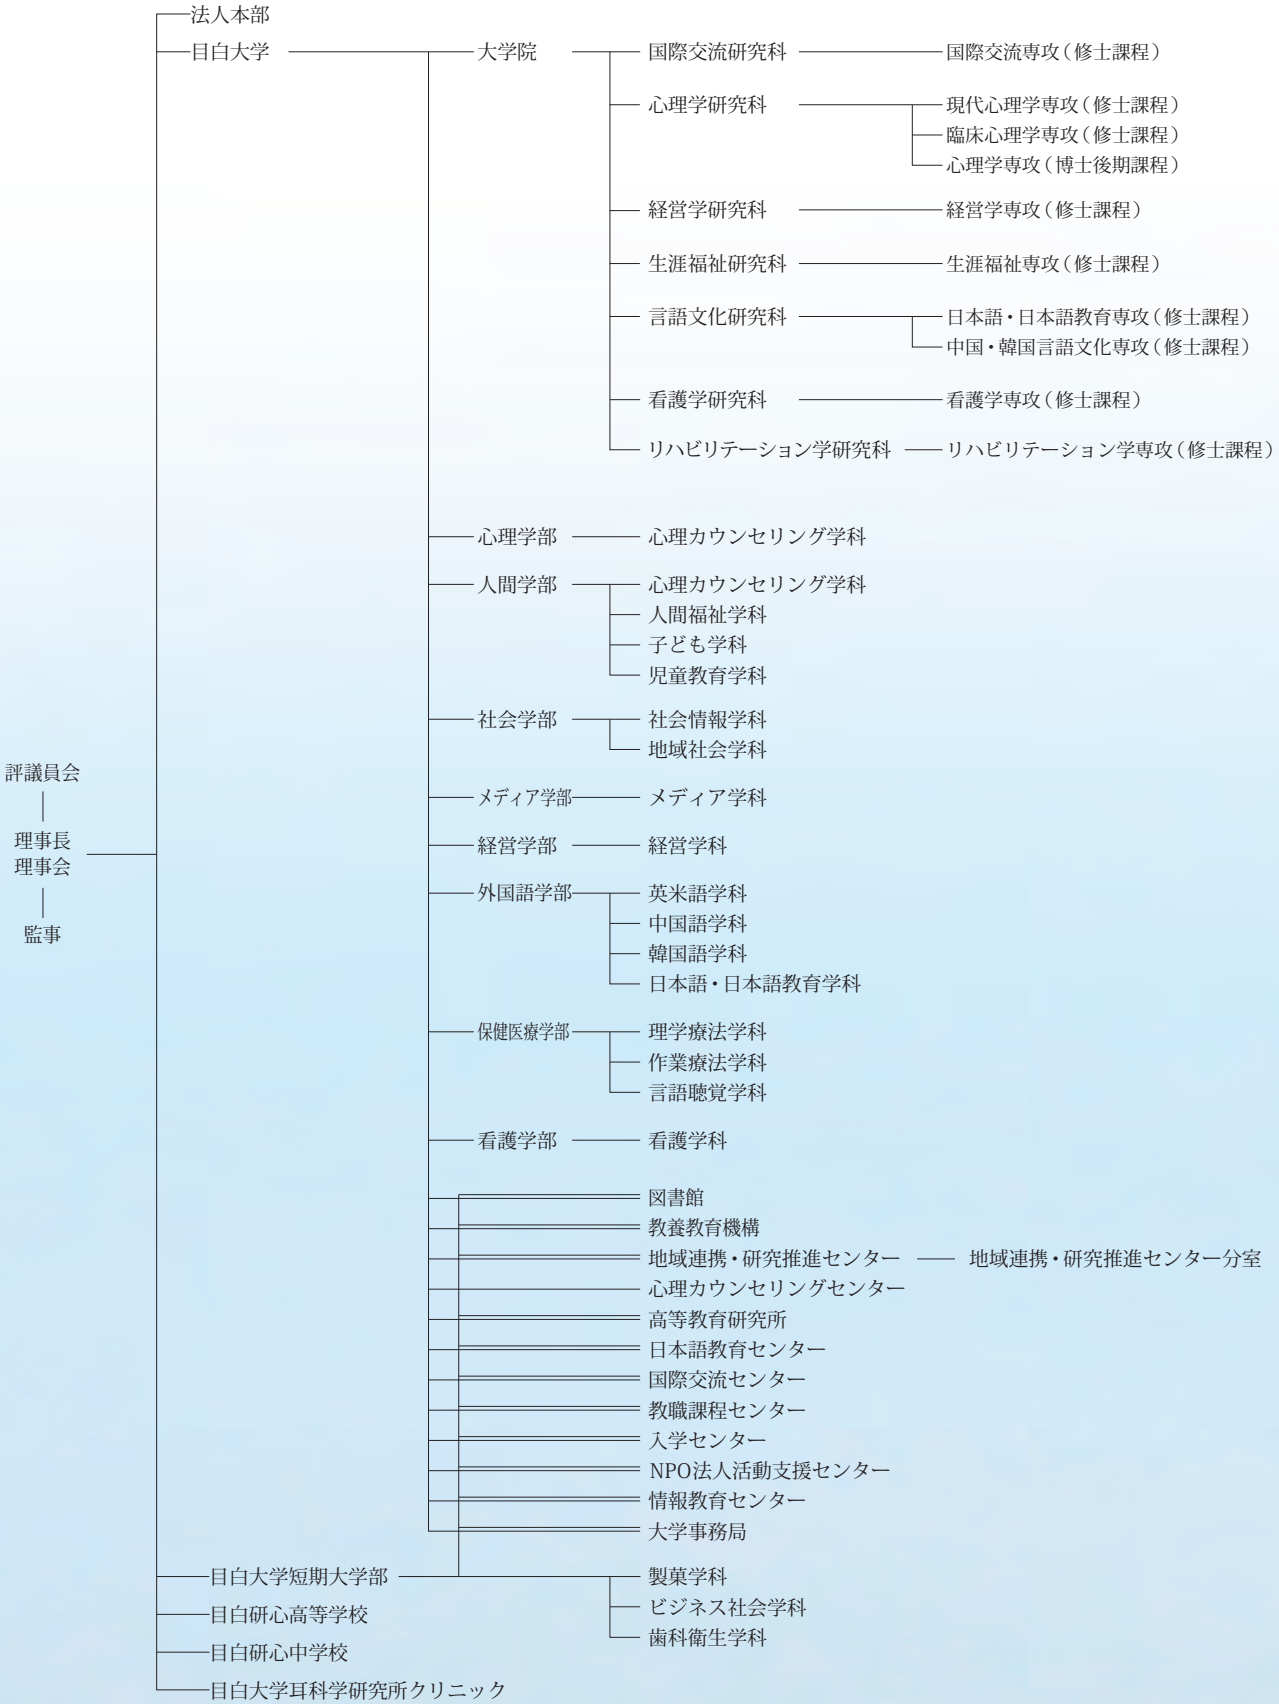 法人本部
目白大学
大学院
国際交流研究科
国際交流専攻（修士課程）
心理学研究科
現代心理学専攻（修士課程）
臨床心理学専攻（修士課程）
心理学専攻（博士後期課程）
経営学研究科
経営学専攻（修士課程）
生涯福祉研究科
生涯福祉専攻（修士課程）
言語文化研究科
日本語・日本語教育専攻（修士課程）
中国・韓国言語文化専攻（修士課程）
看護学研究科
看護学専攻（修士課程）
リハビリテーション学研究科
リハビリテーション学専攻（修士課程）
心理学部
心理カウンセリング学科
人間学部
心理カウンセリング学科
人間福祉学科
子ども学科
児童教育学科
社会学部
社会情報学科
地域社会学科
評議員会
理事長
理事会
監事
メディア学部
メディア学科
経営学部
経営学科
外国語学部
英米語学科
中国語学科
韓国語学科
日本語・日本語教育学科
保健医療学部
理学療法学科
作業療法学科
言語聴覚学科
看護学部
看護学科
図書館
教養教育機構
地域連携・研究推進センター
地域連携・研究推進センター分室
心理カウンセリングセンター
高等教育研究所
日本語教育センター
国際交流センター
教職課程センター
入学センター
NPO法人活動支援センター
情報教育センター
大学事務局
目白大学短期大学部
製菓学科
ビジネス社会学科
歯科衛生学科
目白研心高等学校
目白研心中学校
目白大学耳科学研究所クリニック